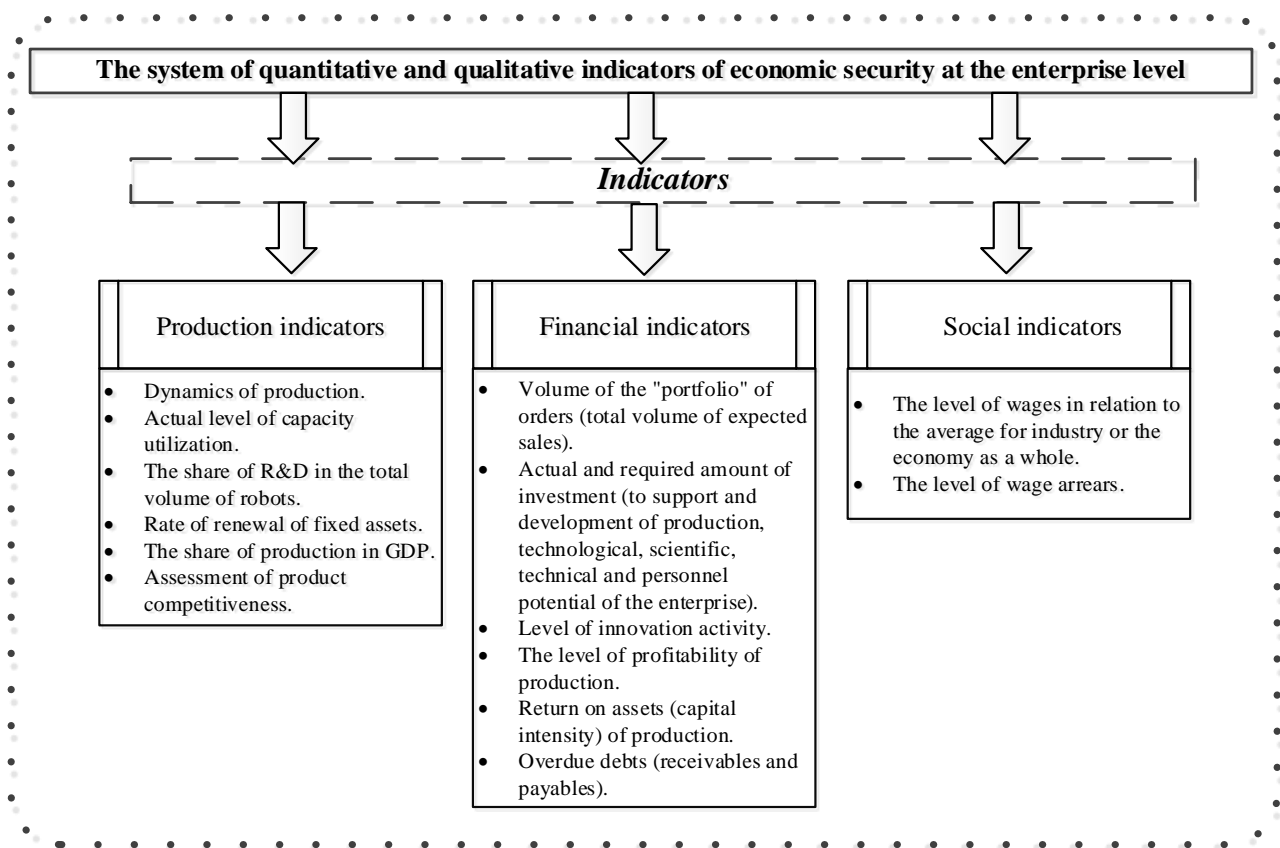 The system of quantitative and qualitative indicators of economic security at the enterprise level
Indicators
Production indicators
• Dynamics of production.
• Actual level of capacity
utilization.
• The share of R&D in the total
volume of robots.
• Rate of renewal of fixed assets.
• The share of production in GDP.
• Assessment of product
competitiveness.
Financial indicators
• Volume of the "portfolio" of
orders (total volume of expected
sales).
• Actual and required amount of
investment (to support and
development of production,
technological, scientific,
technical and personnel
potential of the enterprise).
• Level of innovation activity.
• The level of profitability of
production.
• Return on assets (capital
intensity) of production.
• Overdue debts (receivables and
payables).
Social indicators
• The level of wages in relation to
the average for industry or the
economy as a whole.
• The level of wage arrears.